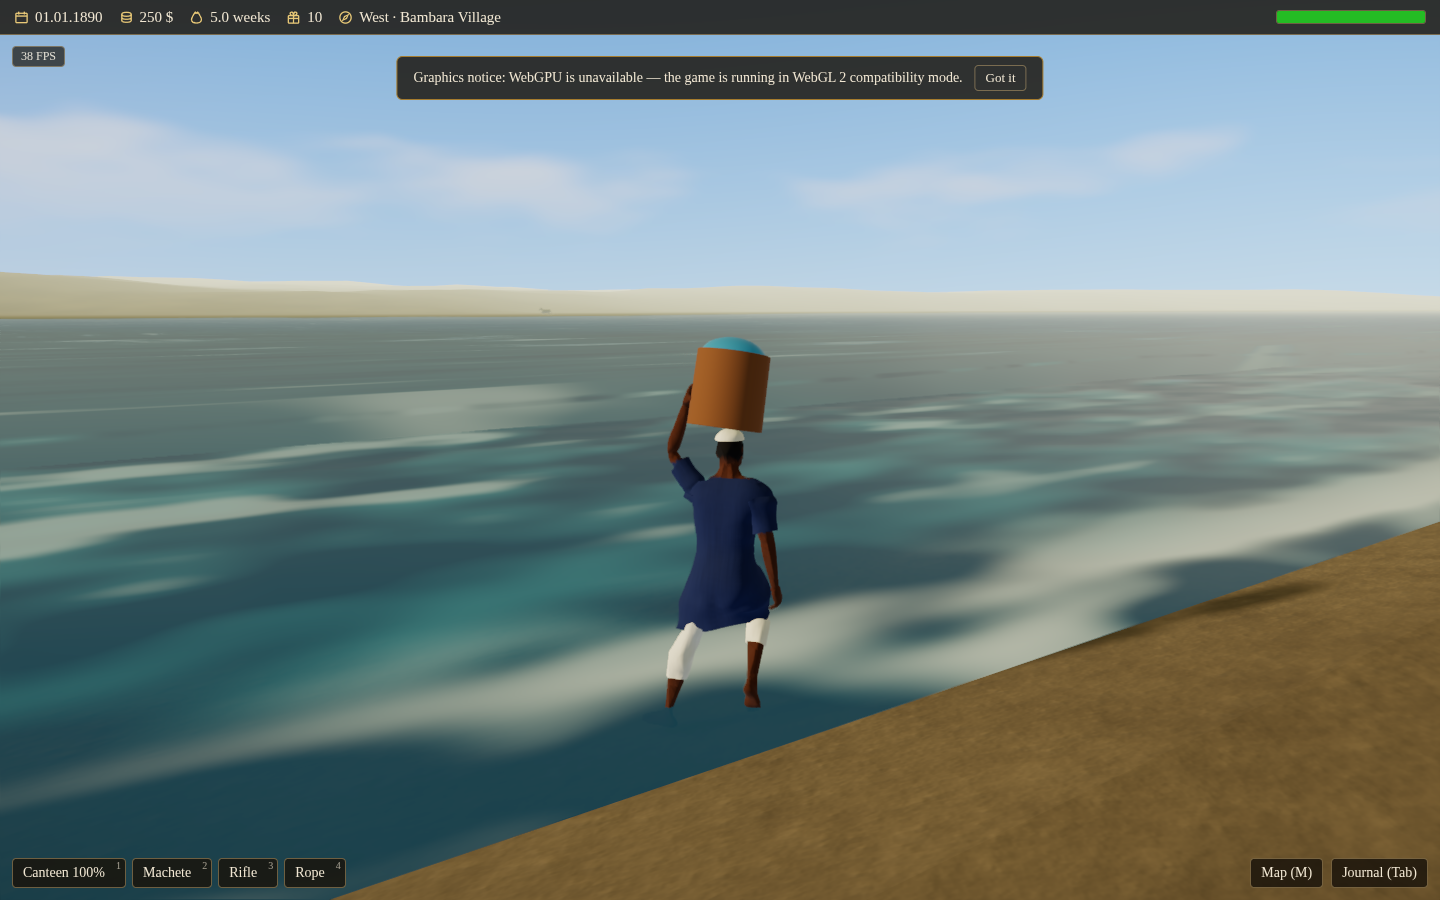 01.01.1890 250 $ 5.0 weeks 10 West · Bambara Village
38 FPS
Graphics notice: WebGPU is unavailable — the game is running in WebGL 2 compatibility mode. Got it
Canteen 100% 1 Machete 2 Rifle 3 Rope 4 Map (M) Journal (Tab)